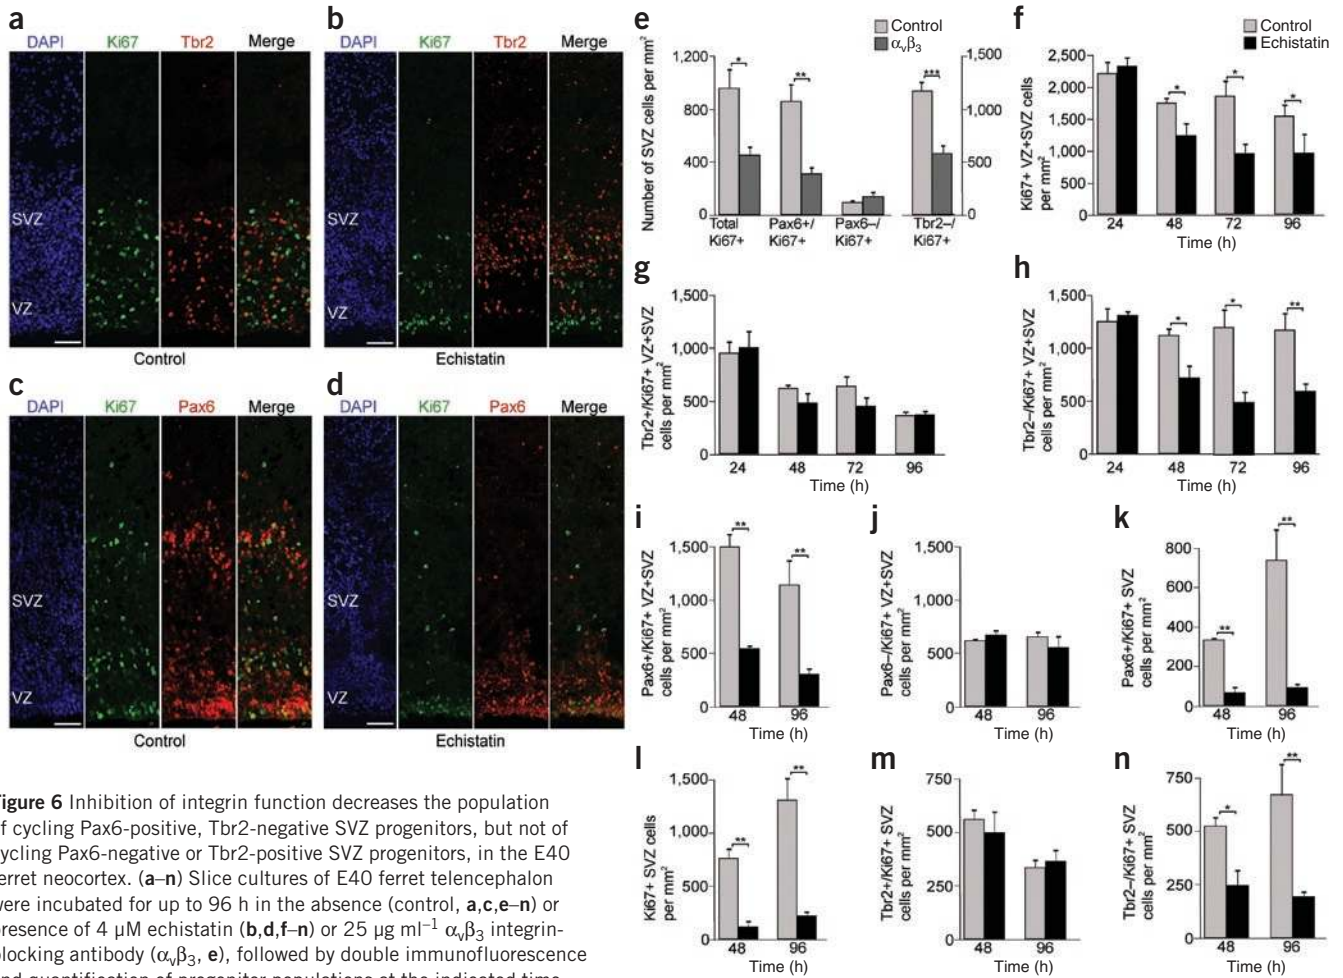 a
DAPI Ki67 Tbr2 Merge
SVZ
VZ
Control
b
DAPI Ki67 Tbr2 Merge
SVZ
VZ
Echistatin
c
DAPI Ki67 Pax6 Merge
SVZ
VZ
Control
d
DAPI Ki67 Pax6 Merge
SVZ
VZ
Echistatin
e
Control
αvβ3
Number of SVZ cells per mm²
1,200
800
400
0
1,500
1,000
500
0
* ** ***
Total Pax6+/ Pax6–/ Tbr2–/
Ki67+ Ki67+ Ki67+ Ki67+
f
Control
Echistatin
Ki67+ VZ+SVZ cells
per mm²
2,500
2,000
1,500
1,000
500
0
* * *
24 48 72 96
Time (h)
g
Tbr2+/Ki67+ VZ+SVZ
cells per mm²
1,500
1,000
500
0
24 48 72 96
Time (h)
h
Tbr2–/Ki67+ VZ+SVZ
cells per mm²
1,500
1,000
500
0
* * **
24 48 72 96
Time (h)
i
Pax6+/Ki67+ VZ+SVZ
cells per mm²
1,500
1,000
500
0
** **
48 96
Time (h)
j
Pax6–/Ki67+ VZ+SVZ
cells per mm²
1,500
1,000
500
0
48 96
Time (h)
k
Pax6+/Ki67+ SVZ
cells per mm²
800
600
400
200
0
** **
48 96
Time (h)
l
Ki67+ SVZ cells
per mm²
1,500
1,000
500
0
** **
48 96
Time (h)
m
Tbr2+/Ki67+ SVZ
cells per mm²
750
500
250
0
48 96
Time (h)
n
Tbr2–/Ki67+ SVZ
cells per mm²
750
500
250
0
* **
48 96
Time (h)
Figure 6 Inhibition of integrin function decreases the population
of cycling Pax6-positive, Tbr2-negative SVZ progenitors, but not of
cycling Pax6-negative or Tbr2-positive SVZ progenitors, in the E40
ferret neocortex. (a–n) Slice cultures of E40 ferret telencephalon
were incubated for up to 96 h in the absence (control, a,c,e–n) or
presence of 4 µM echistatin (b,d,f–n) or 25 µg ml⁻¹ αvβ3 integrin-
blocking antibody (αvβ3, e), followed by double immunofluorescence
and quantification of progenitor populations at the indicated time